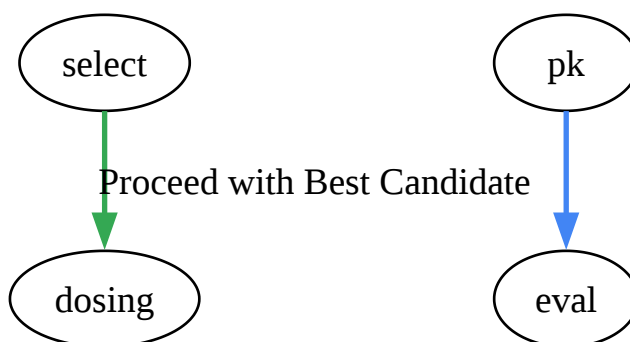 select
pk
Proceed with Best Candidate
dosing
eval